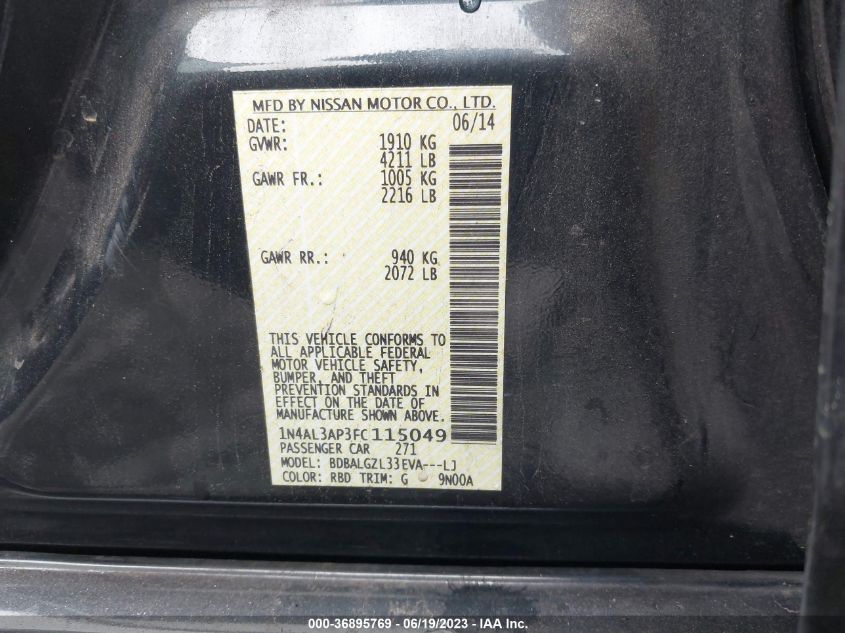 MFD BY NISSAN MOTOR CO., LTD.
DATE: 06/14
GVWR: 1910 KG
4211 LB
GAWR FR.: 1005 KG
2216 LB
GAWR RR.: 940 KG
2072 LB
THIS VEHICLE CONFORMS TO
ALL APPLICABLE FEDERAL
MOTOR VEHICLE SAFETY,
BUMPER, AND THEFT
PREVENTION STANDARDS IN
EFFECT ON THE DATE OF
MANUFACTURE SHOWN ABOVE.
1N4AL3AP3FC115049
PASSENGER CAR 271
MODEL: BDBALGZL33EVA---LJ
COLOR: RBD TRIM: G 9N00A
000-36895769 - 06/19/2023 - IAA Inc.